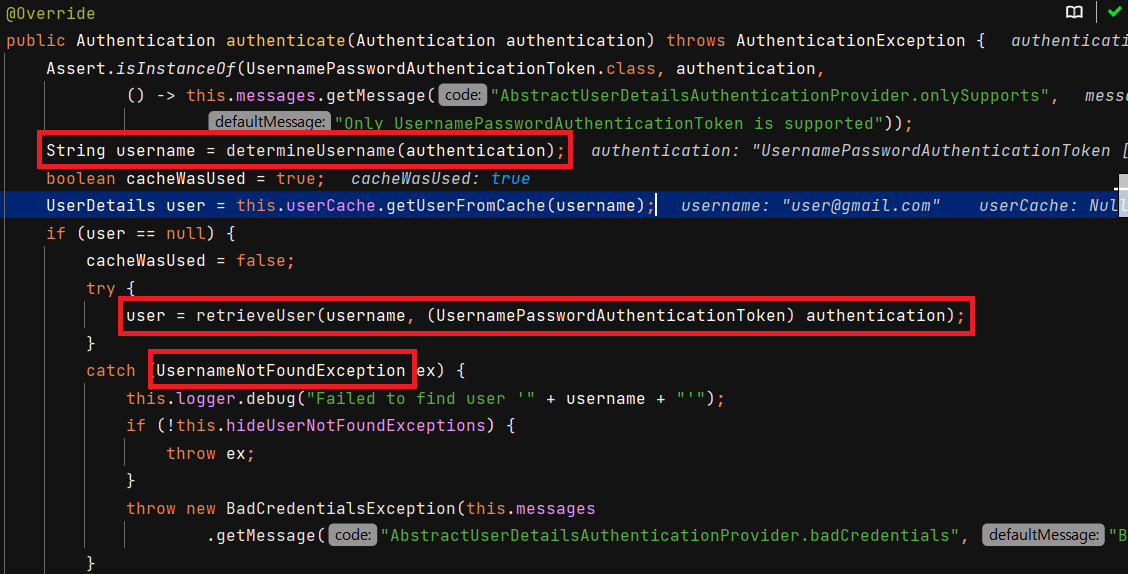 @Override
public Authentication authenticate(Authentication authentication) throws AuthenticationException {   authenticati
    Assert.isInstanceOf(UsernamePasswordAuthenticationToken.class, authentication,
            () -> this.messages.getMessage( code: "AbstractUserDetailsAuthenticationProvider.onlySupports",   messa
                    defaultMessage: "Only UsernamePasswordAuthenticationToken is supported"));
    String username = determineUsername(authentication);   authentication: "UsernamePasswordAuthenticationToken [
    boolean cacheWasUsed = true;   cacheWasUsed: true
    UserDetails user = this.userCache.getUserFromCache(username);   username: "user@gmail.com"    userCache: Null
    if (user == null) {
        cacheWasUsed = false;
        try {
            user = retrieveUser(username, (UsernamePasswordAuthenticationToken) authentication);
        }
        catch (UsernameNotFoundException ex) {
            this.logger.debug("Failed to find user '" + username + "'");
            if (!this.hideUserNotFoundExceptions) {
                throw ex;
            }
            throw new BadCredentialsException(this.messages
                    .getMessage( code: "AbstractUserDetailsAuthenticationProvider.badCredentials",  defaultMessage: "B
        }